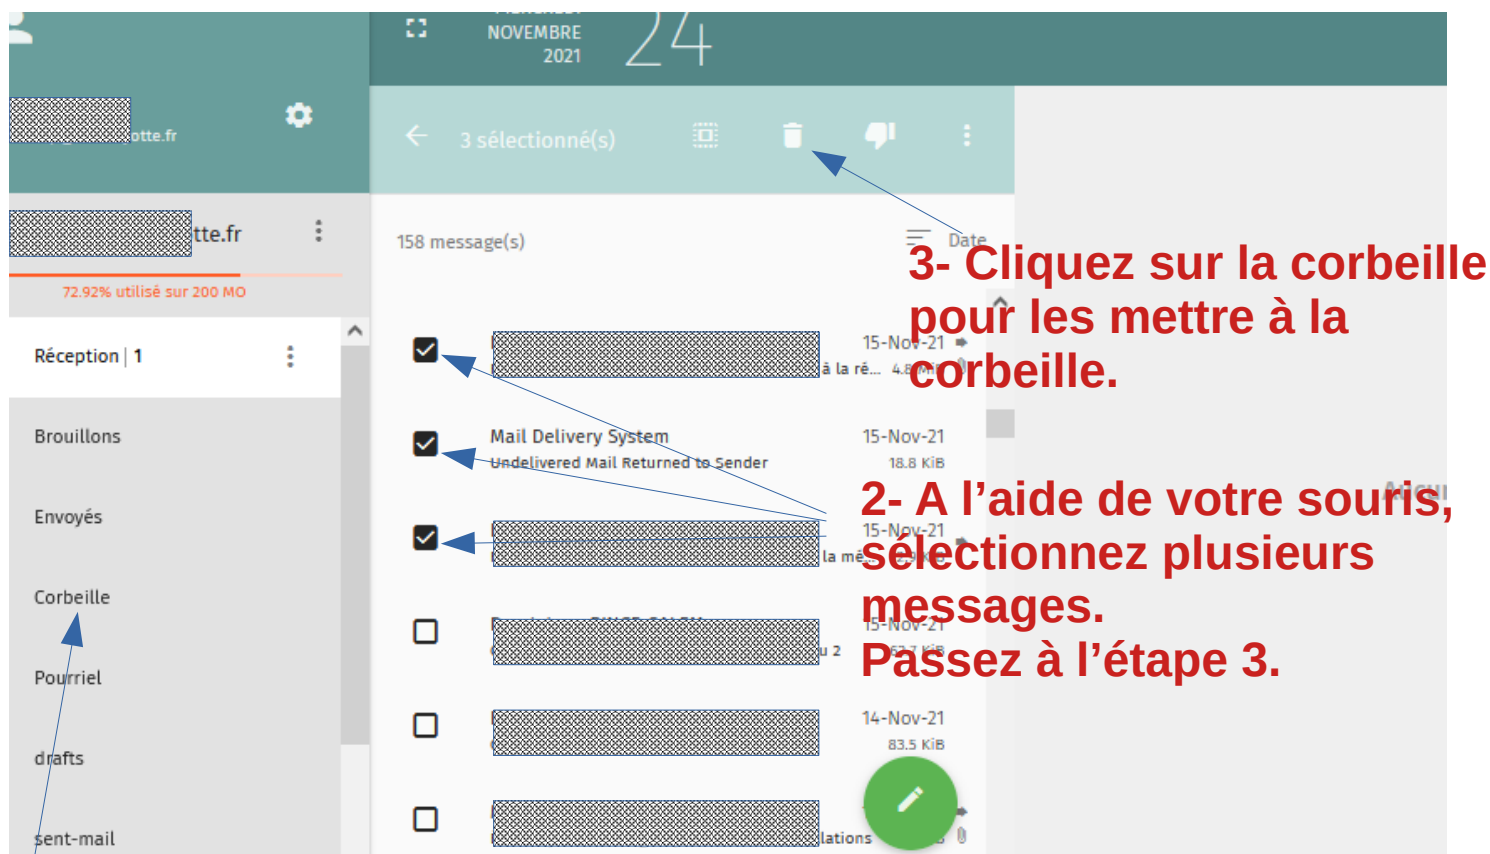 NOVEMBRE
2021
24
otte.fr
3 sélectionné(s)
tte.fr
158 message(s)
Date
72.92% utilisé sur 200 MO
3- Cliquez sur la corbeille
pour les mettre à la
corbeille.
Réception | 1
15-Nov-21
à la ré...
Brouillons
Mail Delivery System
15-Nov-21
Undelivered Mail Returned to Sender
18.8 KiB
2- A l’aide de votre souris,
sélectionnez plusieurs
messages.
Passez à l’étape 3.
Envoyés
15-Nov-21
la mé...
Corbeille
15-Nov-21
u 2
Pourriel
14-Nov-21
83.5 KiB
drafts
sent-mail
lations